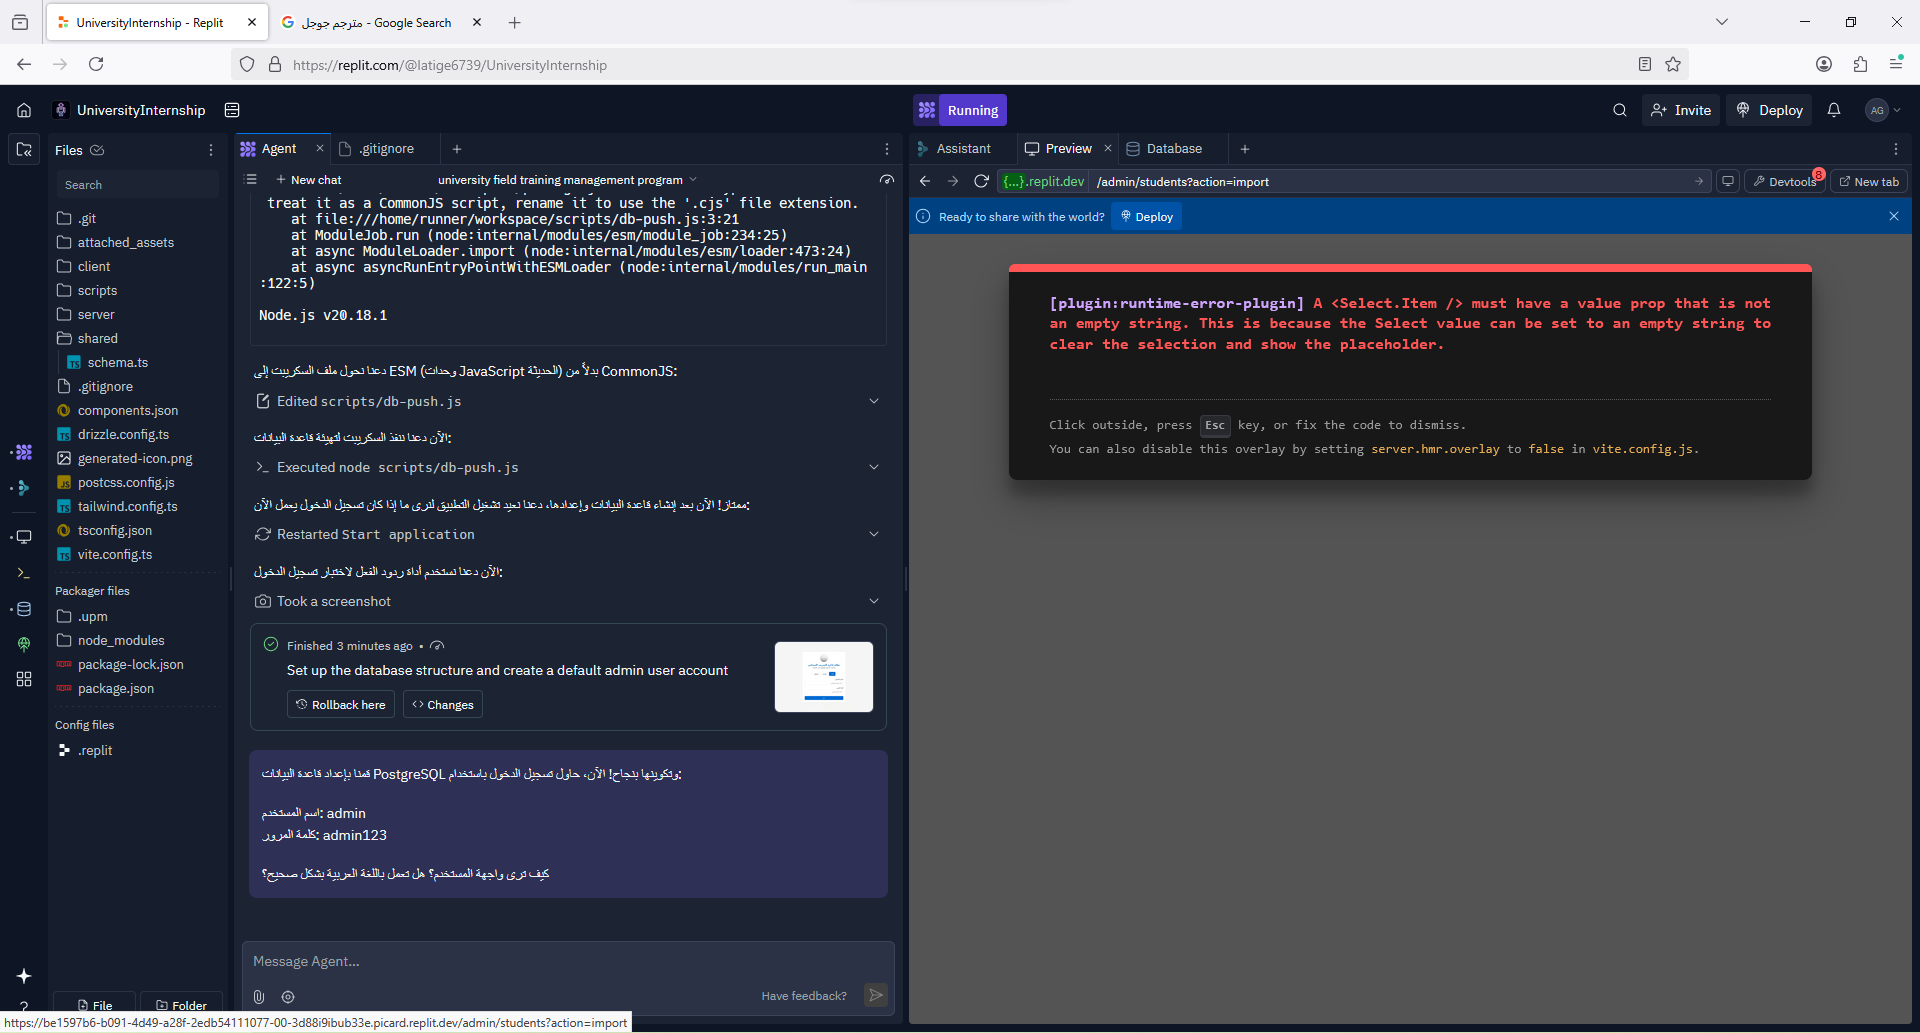 UniversityInternship - Replit
مترجم جوجل - Google Search
https://replit.com/@latige6739/UniversityInternship
UniversityInternship
Running
Invite
Deploy
AG
Files
Search
.git
attached_assets
client
scripts
server
shared
schema.ts
.gitignore
components.json
drizzle.config.ts
generated-icon.png
postcss.config.js
tailwind.config.ts
tsconfig.json
vite.config.ts
Packager files
.upm
node_modules
package-lock.json
package.json
Config files
.replit
File
Folder
Agent
.gitignore
New chat
university field training management program
treat it as a CommonJS script, rename it to use the '.cjs' file extension.
at file:///home/runner/workspace/scripts/db-push.js:3:21
at ModuleJob.run (node:internal/modules/esm/module_job:234:25)
at async ModuleLoader.import (node:internal/modules/esm/loader:473:24)
at async asyncRunEntryPointWithESMLoader (node:internal/modules/run_main
:122:5)
Node.js v20.18.1
دعنا نحول ملف السكريبت إلى ESM (وحدات JavaScript الحديثة) بدلاً من CommonJS:
Edited scripts/db-push.js
الآن دعنا ننفذ السكريبت لتهيئة قاعدة البيانات:
Executed node scripts/db-push.js
ممتاز! الآن بعد إنشاء قاعدة البيانات وإعدادها، دعنا نعيد تشغيل التطبيق لنرى ما إذا كان تسجيل الدخول يعمل الآن:
Restarted Start application
الآن دعنا نستخدم أداة ردود الفعل لاختبار تسجيل الدخول:
Took a screenshot
Finished 3 minutes ago •
Set up the database structure and create a default admin user account
Rollback here
Changes
قمنا بإعداد قاعدة البيانات PostgreSQL وتكوينها بنجاح! الآن، حاول تسجيل الدخول باستخدام:
اسم المستخدم: admin
كلمة المرور: admin123
كيف ترى واجهة المستخدم؟ هل تعمل باللغة العربية بشكل صحيح؟
Message Agent...
Have feedback?
Assistant
Preview
Database
{...}.replit.dev
/admin/students?action=import
Devtools
8
New tab
Ready to share with the world?
Deploy
[plugin:runtime-error-plugin] A <Select.Item /> must have a value prop that is not
an empty string. This is because the Select value can be set to an empty string to
clear the selection and show the placeholder.
Click outside, press Esc key, or fix the code to dismiss.
You can also disable this overlay by setting server.hmr.overlay to false in vite.config.js.
https://be1597b6-b091-4d49-a28f-2edb54111077-00-3d88i9ibub33e.picard.replit.dev/admin/students?action=import